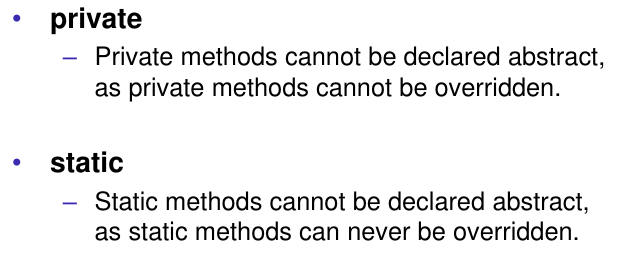 • private
– Private methods cannot be declared abstract,
as private methods cannot be overridden.
• static
– Static methods cannot be declared abstract,
as static methods can never be overridden.